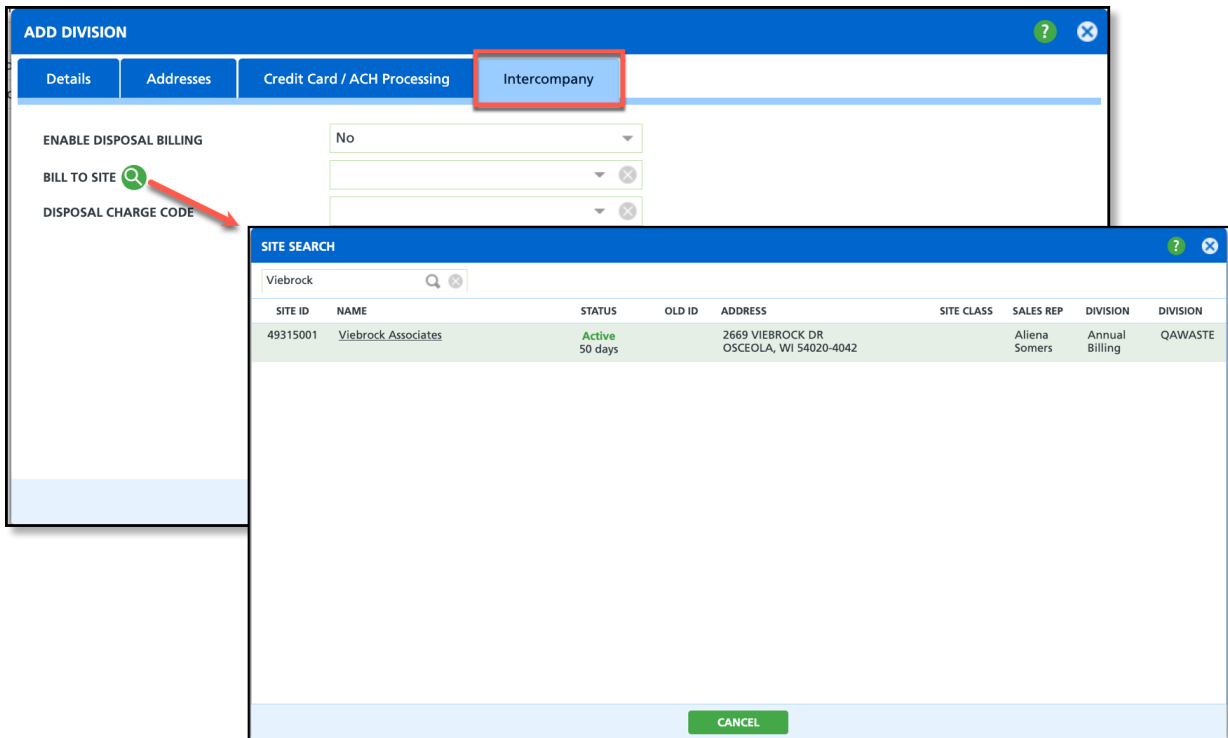 ADD DIVISION
?
Details Addresses Credit Card / ACH Processing Intercompany
ENABLE DISPOSAL BILLING No
BILL TO SITE
DISPOSAL CHARGE CODE
SITE SEARCH
?
Viebrock
SITE ID NAME STATUS OLD ID ADDRESS SITE CLASS SALES REP DIVISION DIVISION
49315001 Viebrock Associates Active 2669 VIEBROCK DR Aliena Annual QAWASTE
50 days OSCEOLA, WI 54020-4042 Somers Billing
CANCEL